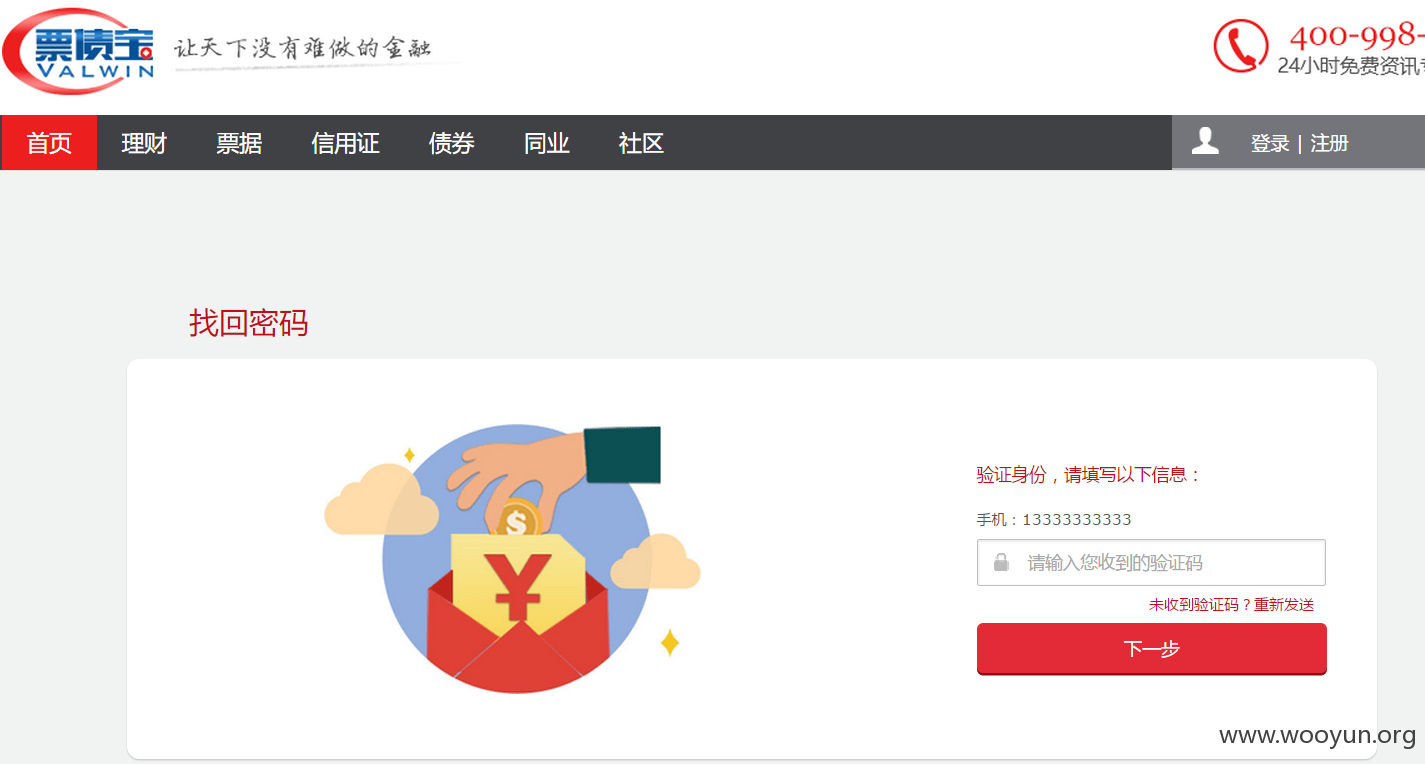 票债宝
VALWIN
让天下没有难做的金融
400-998-
24小时免费资讯专
首页 理财 票据 信用证 债券 同业 社区 登录 | 注册
找回密码
验证身份，请填写以下信息：
手机：13333333333
请输入您收到的验证码
未收到验证码？重新发送
下一步
$
¥
www.wooyun.org